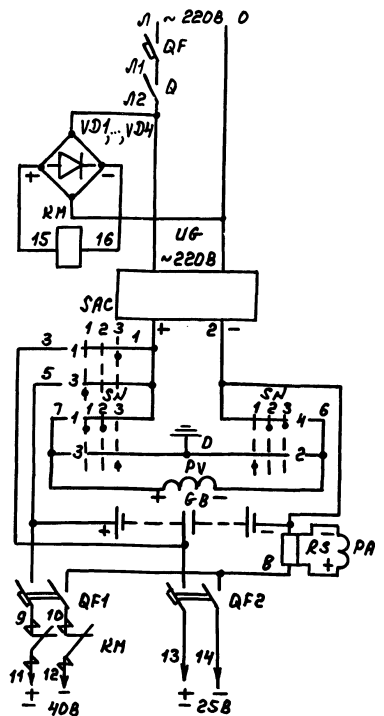 Л ~220В 0
QF
Л1 Q
Л2
VD1,...,VD4
+ -
KM
15 16
UG
~220В
SAC
+ 2 -
1 2 3
3 1 1
5 3
SN SN
7 1 1 2 3 1 2 3 4 6
3 D 2
PV
+ -
GB
+ -
8 - RS PA
+
QF1 QF2
9 10
KM
11 12 13 14
+ - + -
- 40В - 25В